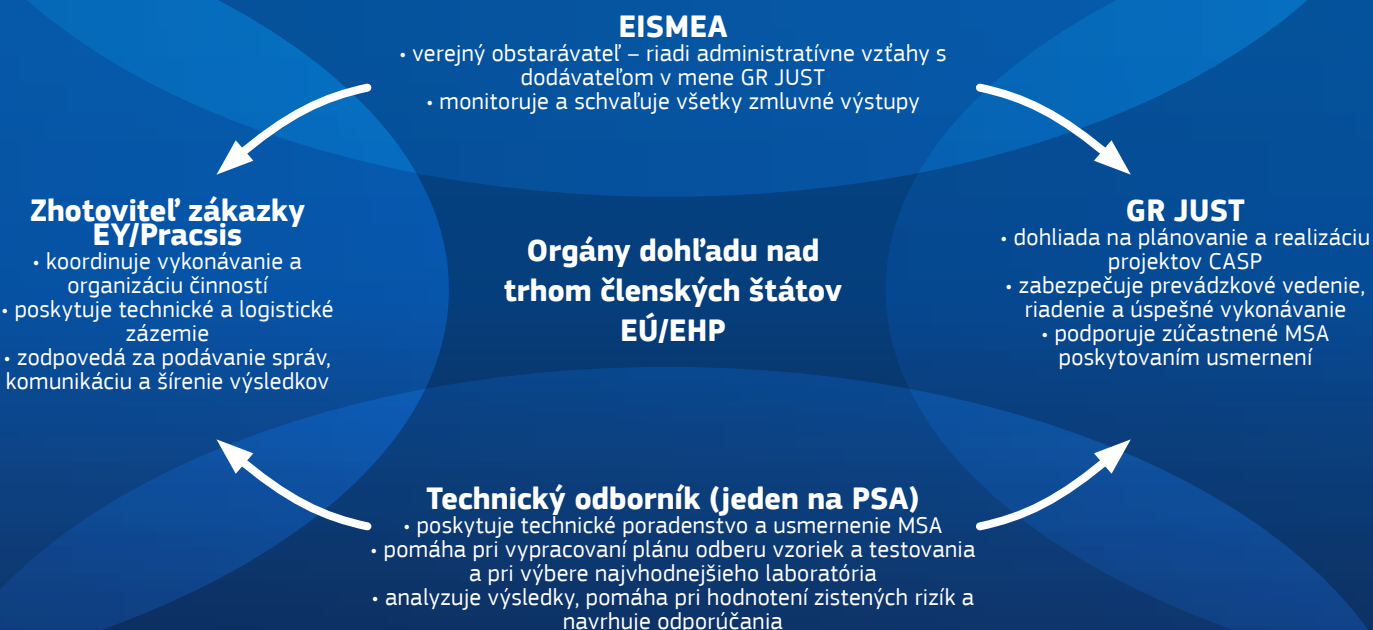 EISMEA
• verejný obstarávateľ – riadi administratívne vzťahy s
dodávateľom v mene GR JUST
• monitoruje a schvaľuje všetky zmluvné výstupy
Zhotoviteľ zákazky
EY/Pracsis
• koordinuje vykonávanie a
organizáciu činností
• poskytuje technické a logistické
zázemie
• zodpovedá za podávanie správ,
komunikáciu a šírenie výsledkov
Orgány dohľadu nad
trhom členských štátov
EÚ/EHP
GR JUST
• dohliada na plánovanie a realizáciu
projektov CASP
• zabezpečuje prevádzkové vedenie,
riadenie a úspešné vykonávanie
• podporuje zúčastnené MSA
poskytovaním usmernení
Technický odborník (jeden na PSA)
• poskytuje technické poradenstvo a usmernenie MSA
• pomáha pri vypracovaní plánu odberu vzoriek a testovania
a pri výbere najvhodnejšieho laboratória
• analyzuje výsledky, pomáha pri hodnotení zistených rizík a
navrhuje odporúčania